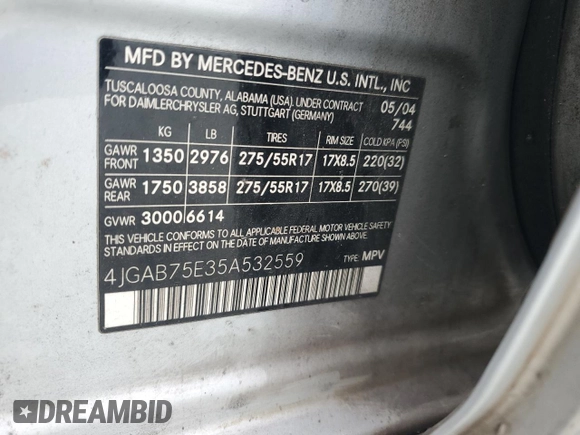 MFD BY MERCEDES-BENZ U.S. INTL., INC
TUSCALOOSA COUNTY, ALABAMA (USA). UNDER CONTRACT 05/04
FOR DAIMLERCHRYSLER AG, STUTTGART (GERMANY) 744
KG LB TIRES RIM SIZE COLD KPA (PSI)
GAWR FRONT 1350 2976 275/55R17 17X8.5 220(32)
GAWR REAR 1750 3858 275/55R17 17X8.5 270(39)
GVWR 3000 6614
THIS VEHICLE CONFORMS TO ALL APPLICABLE FEDERAL MOTOR VEHICLE SAFETY
STANDARDS IN EFFECT ON THE DATE OF MANUFACTURE SHOWN ABOVE.
4JGAB75E35A532559 TYPE: MPV
DREAMBID